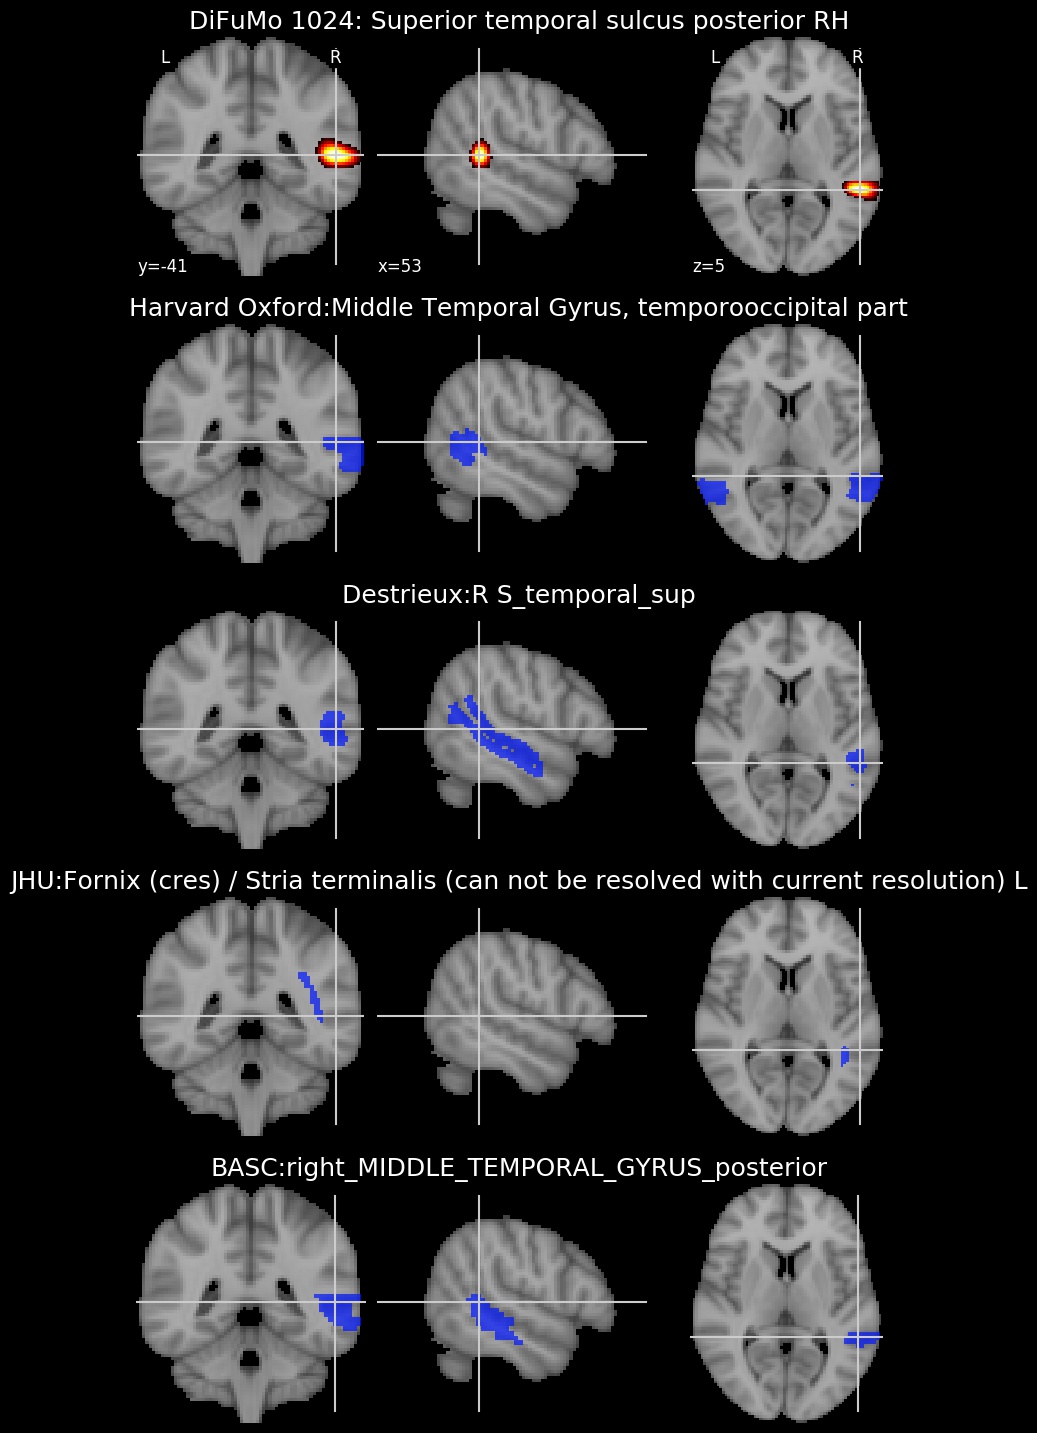 DiFuMo 1024: Superior temporal sulcus posterior RH
L R L R
y=-41 x=53 z=5
Harvard Oxford:Middle Temporal Gyrus, temporooccipital part
Destrieux:R S_temporal_sup
JHU:Fornix (cres) / Stria terminalis (can not be resolved with current resolution) L
BASC:right_MIDDLE_TEMPORAL_GYRUS_posterior